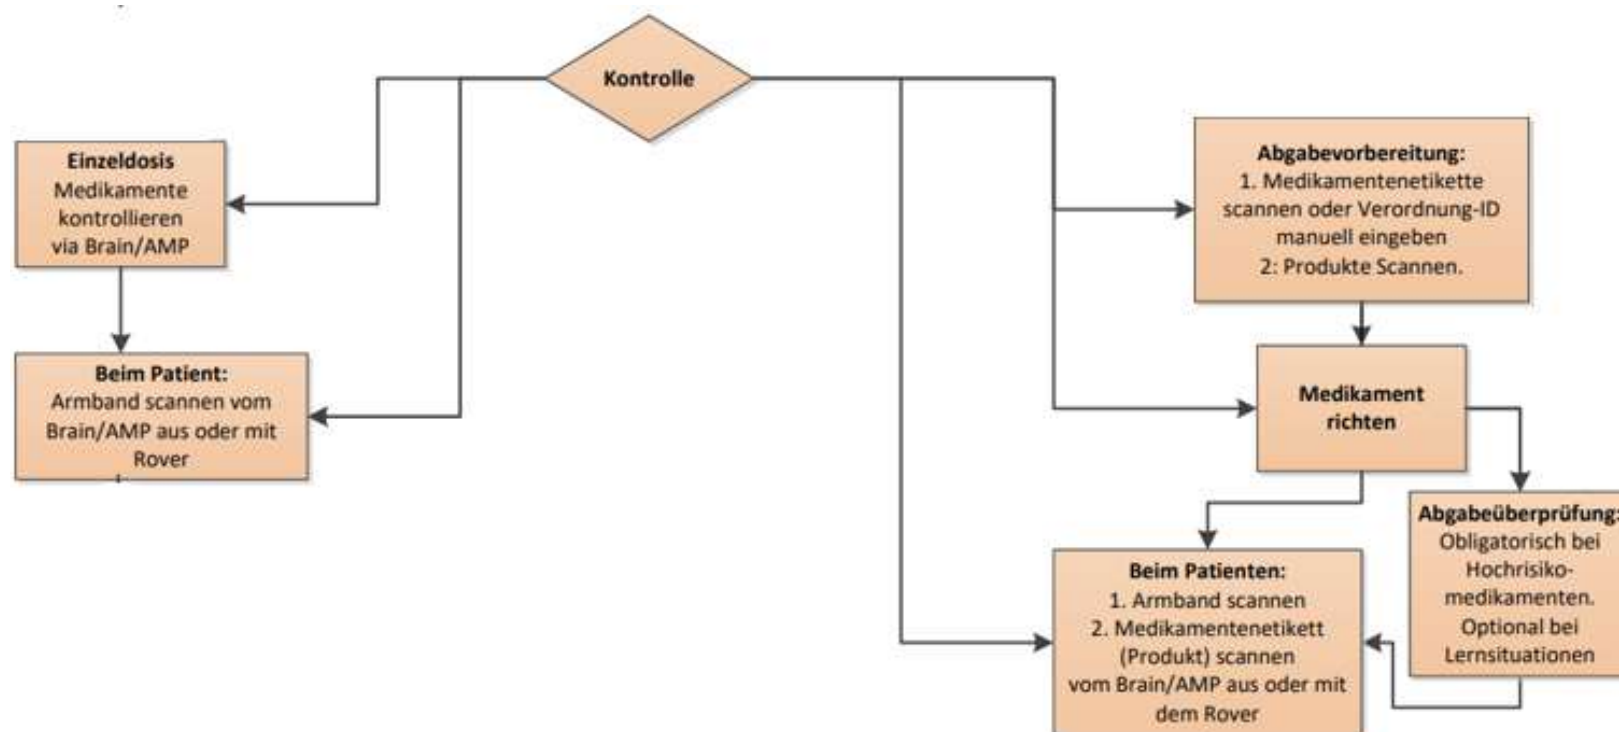 Kontrolle
Einzeldosis
Medikamente
kontrollieren
via Brain/AMP
Beim Patient:
Armband scannen vom
Brain/AMP aus oder mit
Rover
Abgabevorbereitung:
1. Medikamentenetikette
scannen oder Verordnung-ID
manuell eingeben
2: Produkte Scannen.
Medikament
richten
Abgabeüberprüfung:
Obligatorisch bei
Hochrisiko-
medikamenten.
Optional bei
Lernsituationen
Beim Patienten:
1. Armband scannen
2. Medikamentenetikett
(Produkt) scannen
vom Brain/AMP aus oder mit
dem Rover